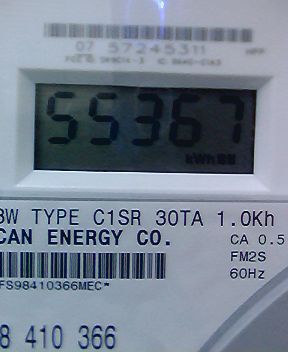 07 57245311
55367
kWh
3W TYPE C1SR 30TA 1.0Kh
CAN ENERGY CO.
CA 0.5
FM2S
60Hz
FS98410366MEC*
8 410 366